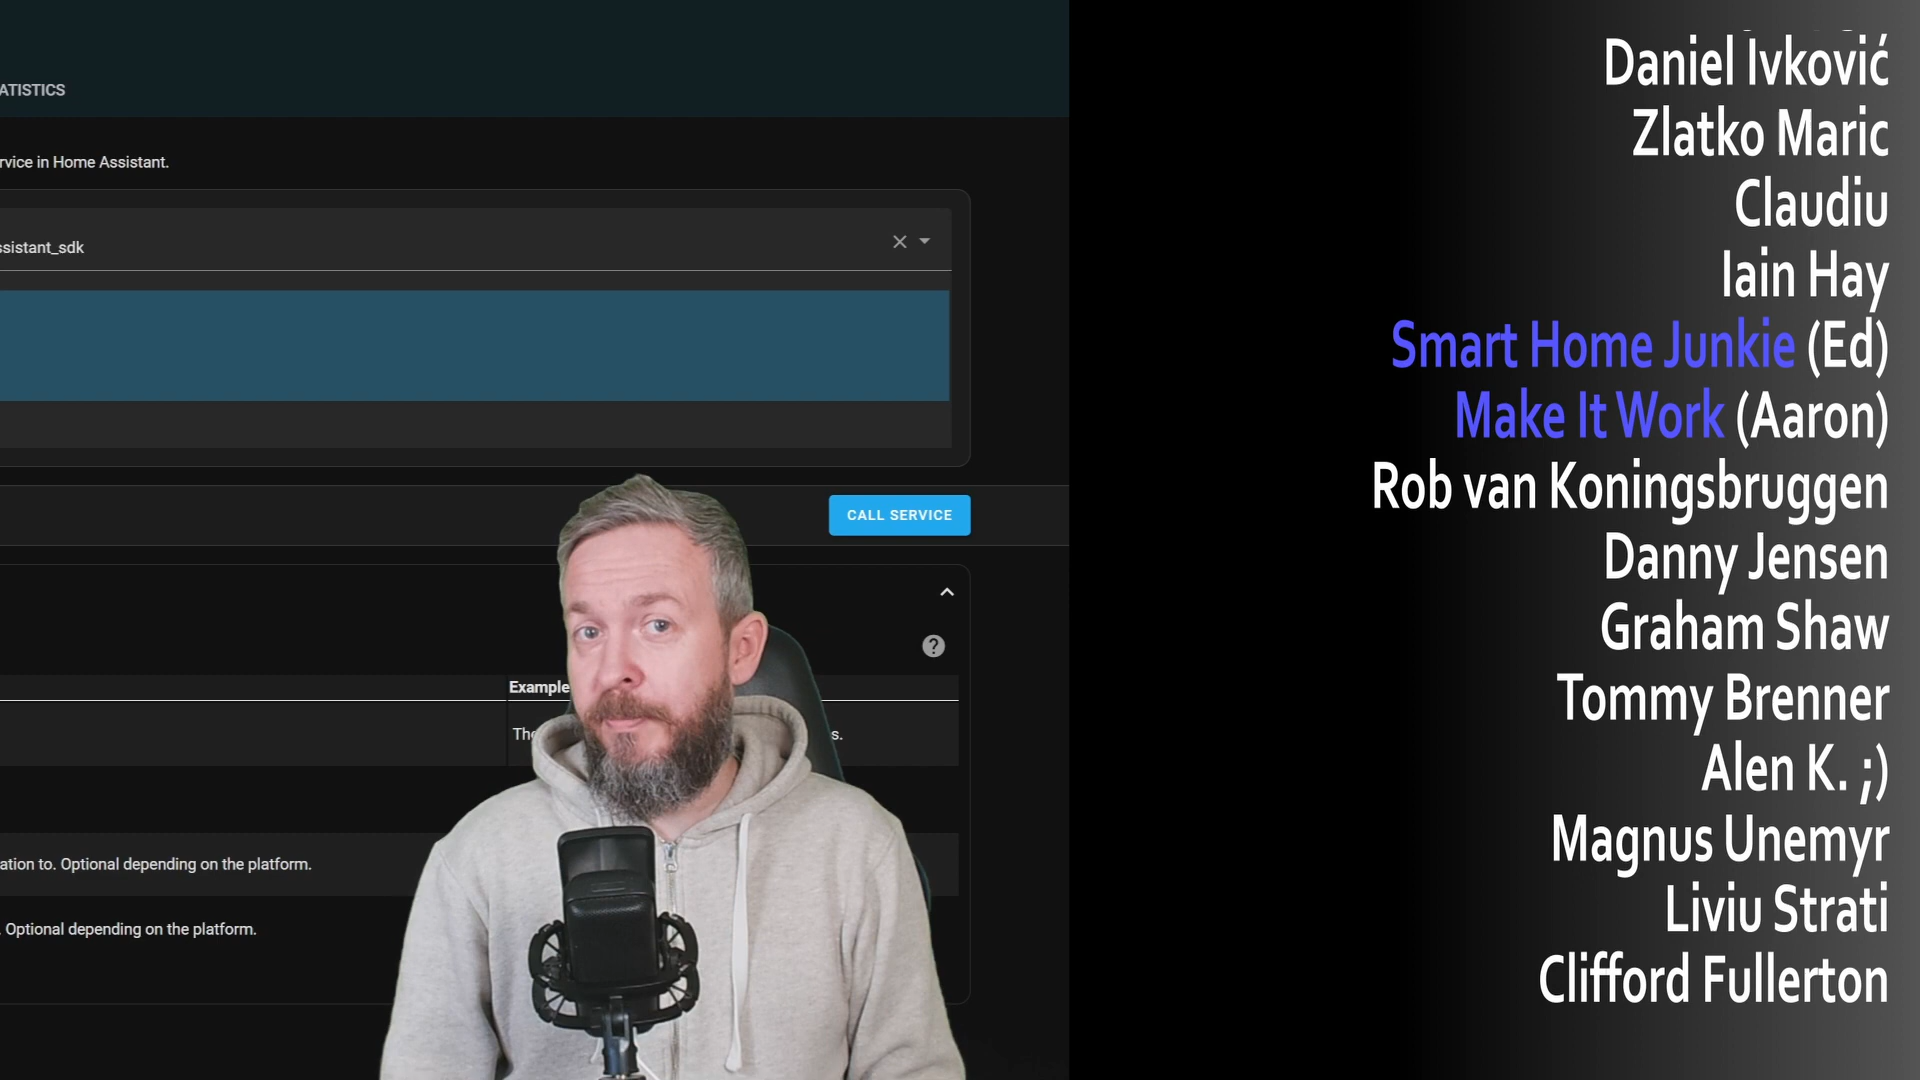 ATISTICS
rvice in Home Assistant.
ssistant_sdk
CALL SERVICE
Example
The
s.
ation to. Optional depending on the platform.
. Optional depending on the platform.
Daniel Ivković
Zlatko Maric
Claudiu
Iain Hay
Smart Home Junkie (Ed)
Make It Work (Aaron)
Rob van Koningsbruggen
Danny Jensen
Graham Shaw
Tommy Brenner
Alen K. ;)
Magnus Unemyr
Liviu Strati
Clifford Fullerton